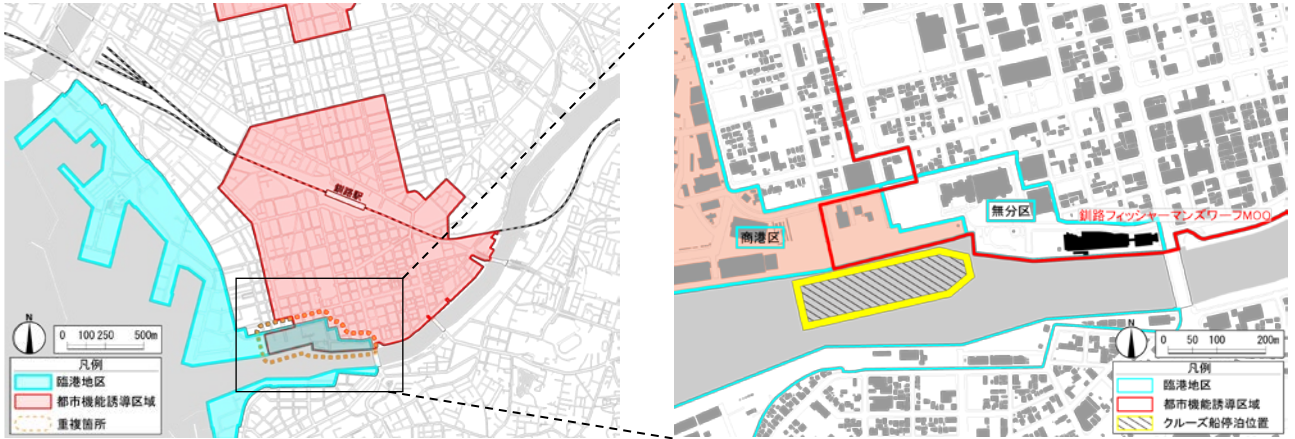 釧路駅
N
0 100 250 500m
凡例
臨港地区
都市機能誘導区域
重複箇所
商港区
無分区
釧路フィッシャーマンズワーフMOO
N
0 50 100 200m
凡例
臨港地区
都市機能誘導区域
クルーズ船停泊位置